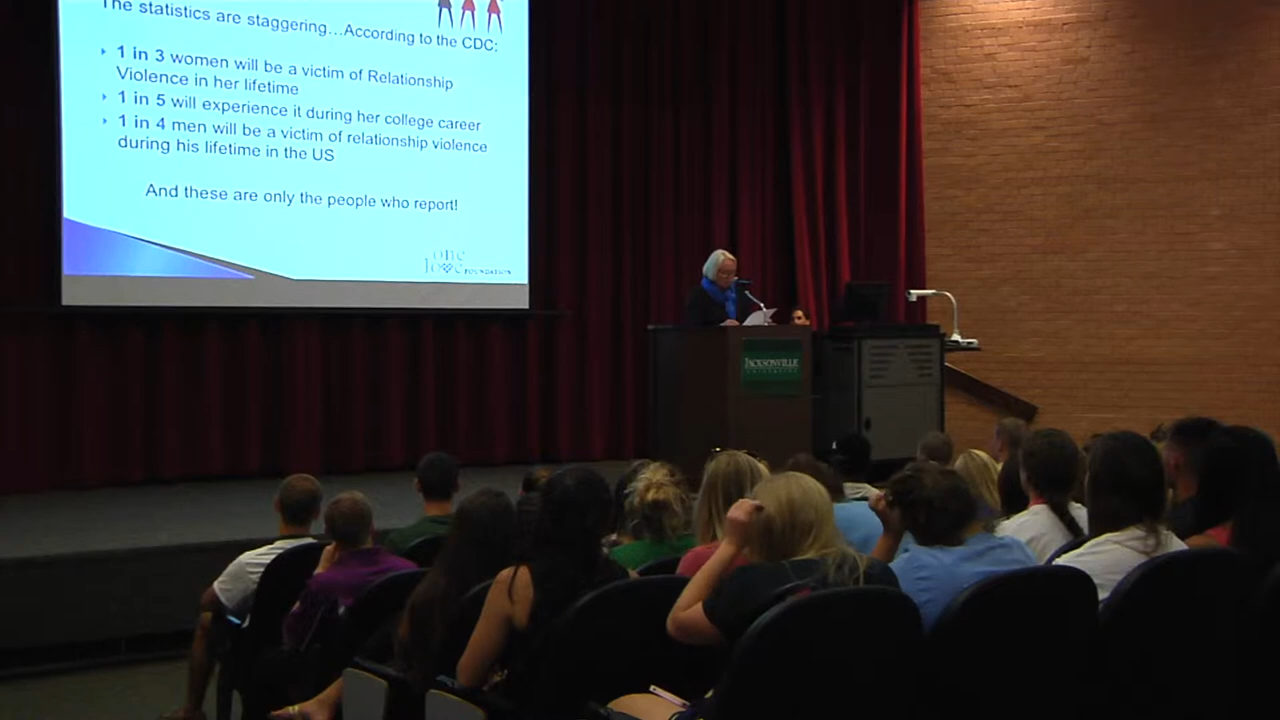 The statistics are staggering...According to the CDC:
1 in 3 women will be a victim of Relationship
Violence in her lifetime
1 in 5 will experience it during her college career
1 in 4 men will be a victim of relationship violence
during his lifetime in the US
And these are only the people who report!
one
love FOUNDATION
JACKSONVILLE
UNIVERSITY